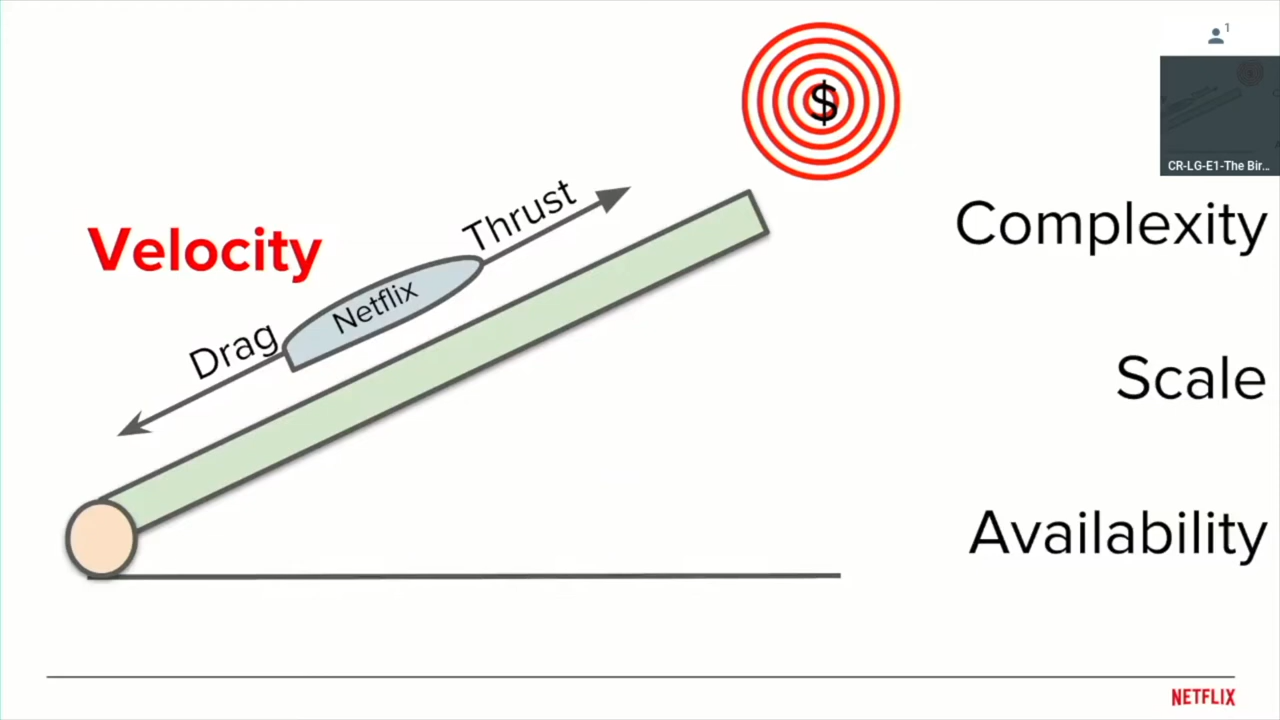 $
1
CR-LG-E1-The Bir...
Velocity
Thrust
Netflix
Drag
Complexity
Scale
Availability
NETFLIX